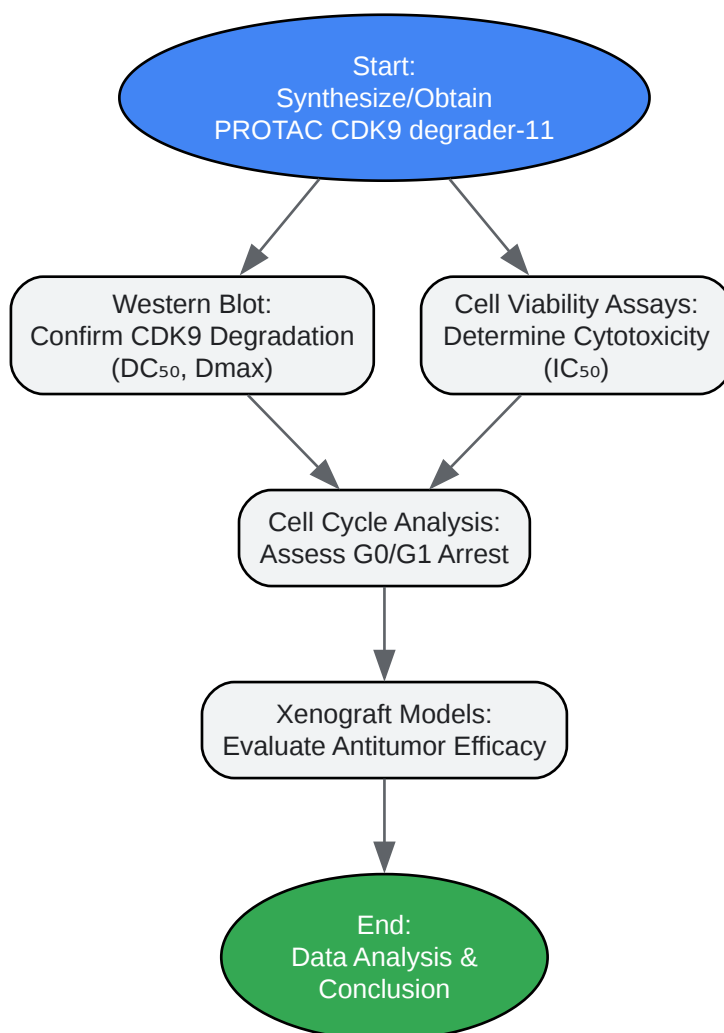 Start:
Synthesize/Obtain
PROTAC CDK9 degrader-11
Western Blot:
Confirm CDK9 Degradation
(DC₅₀, Dmax)
Cell Viability Assays:
Determine Cytotoxicity
(IC₅₀)
Cell Cycle Analysis:
Assess G0/G1 Arrest
Xenograft Models:
Evaluate Antitumor Efficacy
End:
Data Analysis &
Conclusion